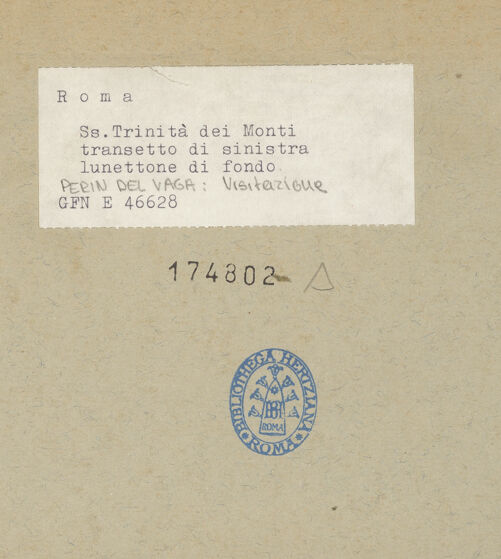 Roma
Ss.Trinità dei Monti
transetto di sinistra
lunettone di fondo
PERIN DEL VAGA: Visitazione
GFN E 46628
174802
BIBLIOTHECA HERTZIANA
BH
ROMA
ROMA